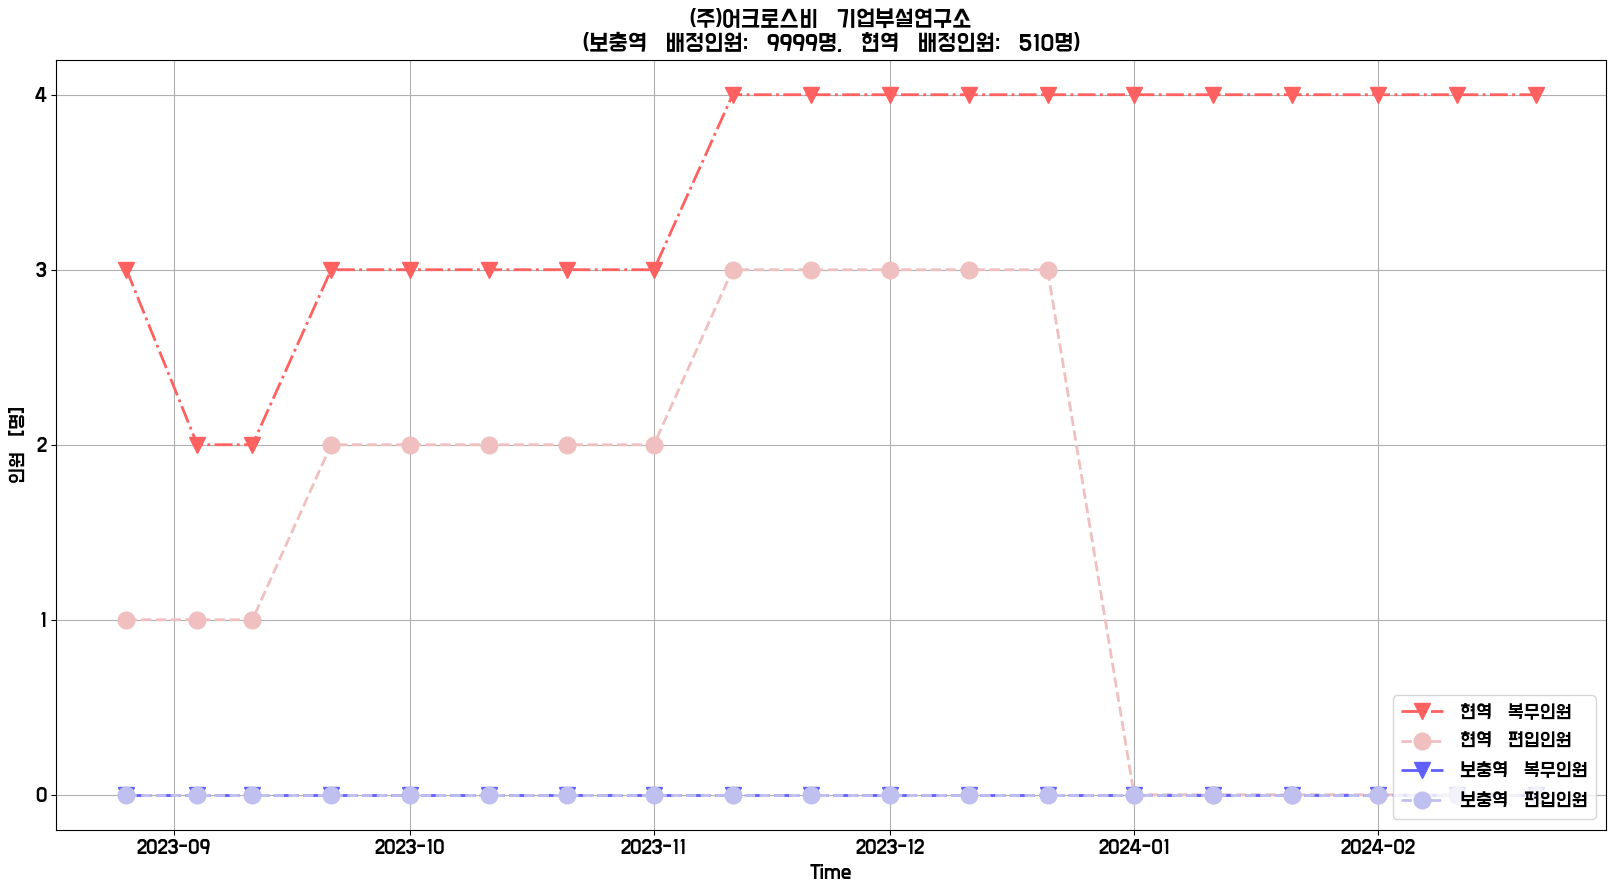 (주)어크로스비 기업부설연구소
(보충역 배정인원: 9999명, 현역 배정인원: 510명)
4
3
2
1
0
인원 [명]
2023-09 2023-10 2023-11 2023-12 2024-01 2024-02
Time
현역 복무인원
현역 편입인원
보충역 복무인원
보충역 편입인원